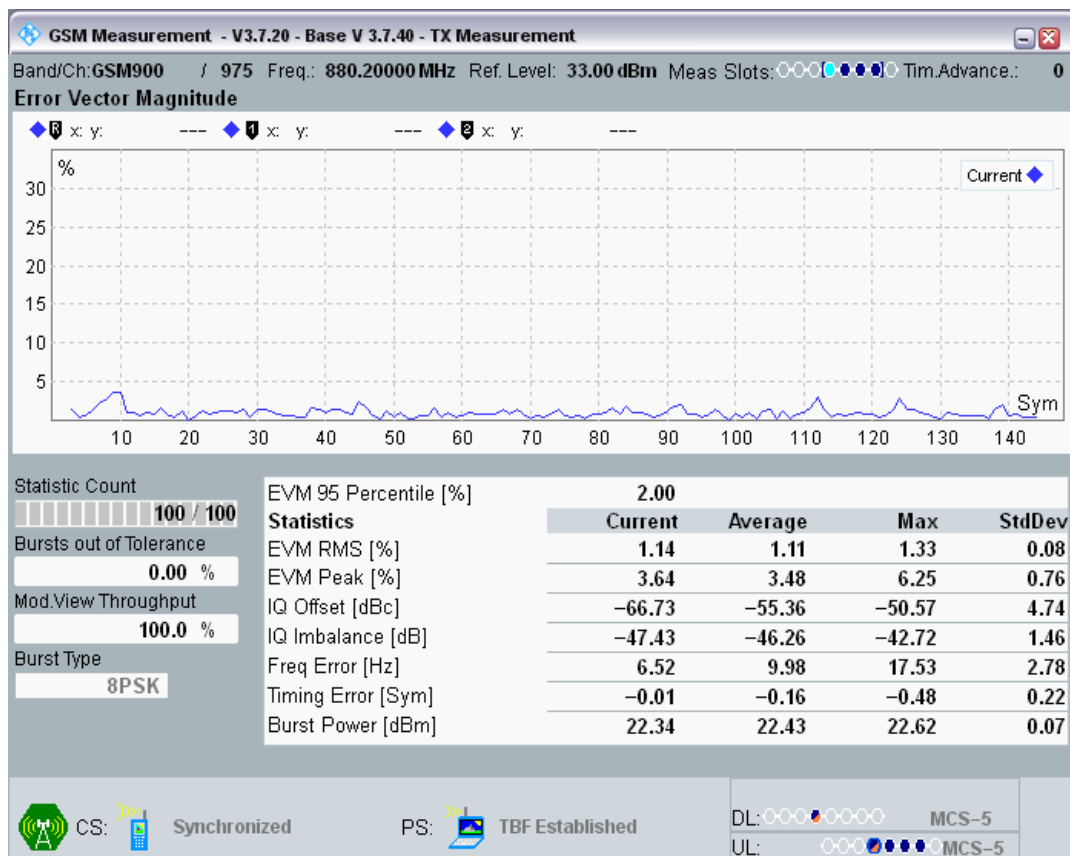 GSM Measurement - V3.7.20 - Base V 3.7.40 - TX Measurement
Band/Ch:GSM900 / 975 Freq.: 880.20000 MHz Ref. Level: 33.00 dBm Meas Slots: Tim.Advance.: 0
Error Vector Magnitude
R x: y: --- 1 x: y: --- 2 x: y: ---
%
Current
30
25
20
15
10
5
Sym
10 20 30 40 50 60 70 80 90 100 110 120 130 140
Statistic Count
100 / 100
Bursts out of Tolerance
0.00 %
Mod.View Throughput
100.0 %
Burst Type
8PSK
EVM 95 Percentile [%] 2.00
Statistics Current Average Max StdDev
EVM RMS [%] 1.14 1.11 1.33 0.08
EVM Peak [%] 3.64 3.48 6.25 0.76
IQ Offset [dBc] −66.73 −55.36 −50.57 4.74
IQ Imbalance [dB] −47.43 −46.26 −42.72 1.46
Freq Error [Hz] 6.52 9.98 17.53 2.78
Timing Error [Sym] −0.01 −0.16 −0.48 0.22
Burst Power [dBm] 22.34 22.43 22.62 0.07
CS: Synchronized PS: TBF Established
DL: MCS−5
UL: MCS−5